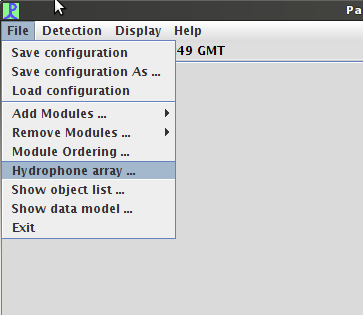 Pa
File Detection Display Help
49 GMT
Save configuration
Save configuration As ...
Load configuration
Add Modules ...
Remove Modules ...
Module Ordering ...
Hydrophone array ...
Show object list ...
Show data model ...
Exit